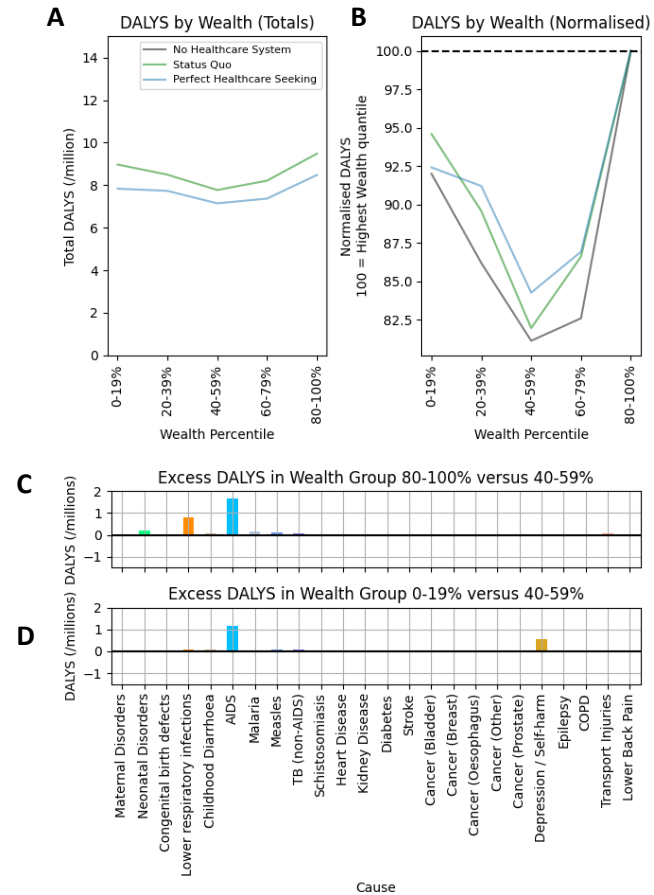 A
DALYS by Wealth (Totals)
No Healthcare System
Status Quo
Perfect Healthcare Seeking
Total DALYS (/million)
14
12
10
8
6
4
2
0
0-19%
20-39%
40-59%
60-79%
80-100%
Wealth Percentile
B
DALYS by Wealth (Normalised)
Normalised DALYS
100 = Highest Wealth quantile
100.0
97.5
95.0
92.5
90.0
87.5
85.0
82.5
0-19%
20-39%
40-59%
60-79%
80-100%
Wealth Percentile
C
Excess DALYS in Wealth Group 80-100% versus 40-59%
DALYS (/millions)
2
1
0
−1
D
Excess DALYS in Wealth Group 0-19% versus 40-59%
DALYS (/millions)
2
1
0
−1
Maternal Disorders
Neonatal Disorders
Congenital birth defects
Lower respiratory infections
Childhood Diarrhoea
AIDS
Malaria
Measles
TB (non-AIDS)
Schistosomiasis
Heart Disease
Kidney Disease
Diabetes
Stroke
Cancer (Bladder)
Cancer (Breast)
Cancer (Oesophagus)
Cancer (Other)
Cancer (Prostate)
Depression / Self-harm
Epilepsy
COPD
Transport Injuries
Lower Back Pain
Cause